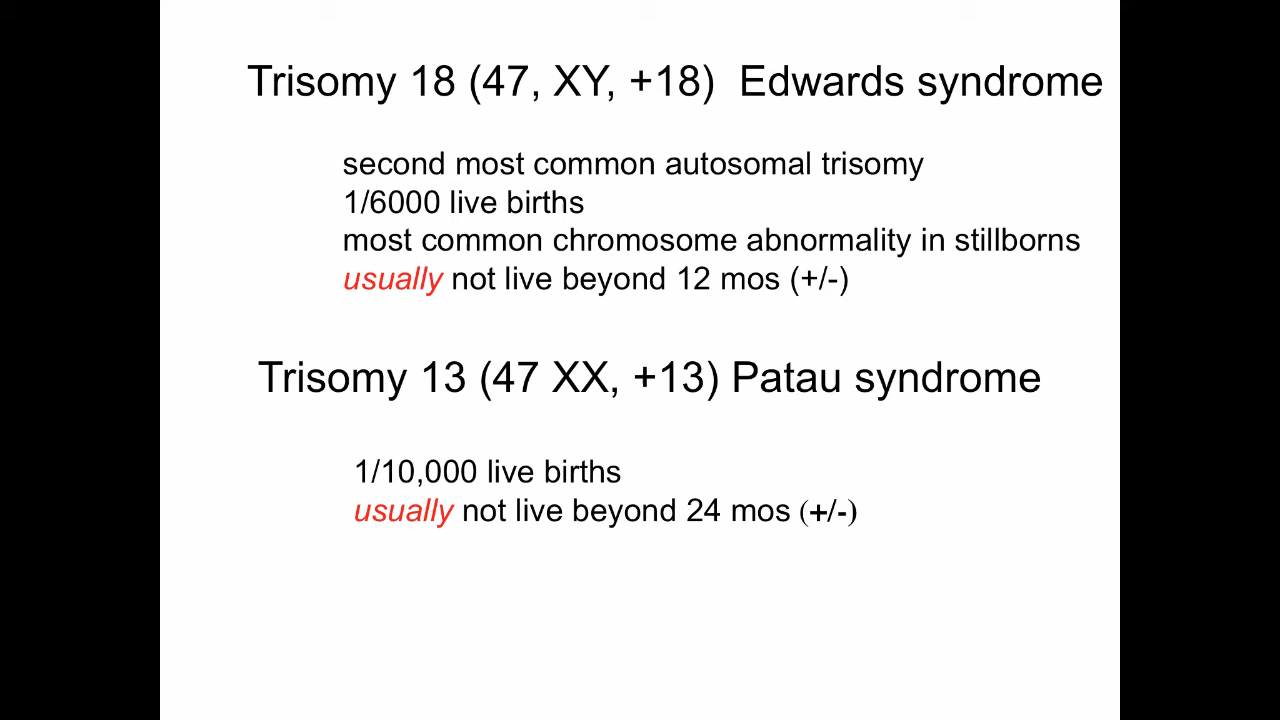 Trisomy 18 (47, XY, +18) Edwards syndrome
second most common autosomal trisomy
1/6000 live births
most common chromosome abnormality in stillborns
usually not live beyond 12 mos (+/-)
Trisomy 13 (47 XX, +13) Patau syndrome
1/10,000 live births
usually not live beyond 24 mos (+/-)